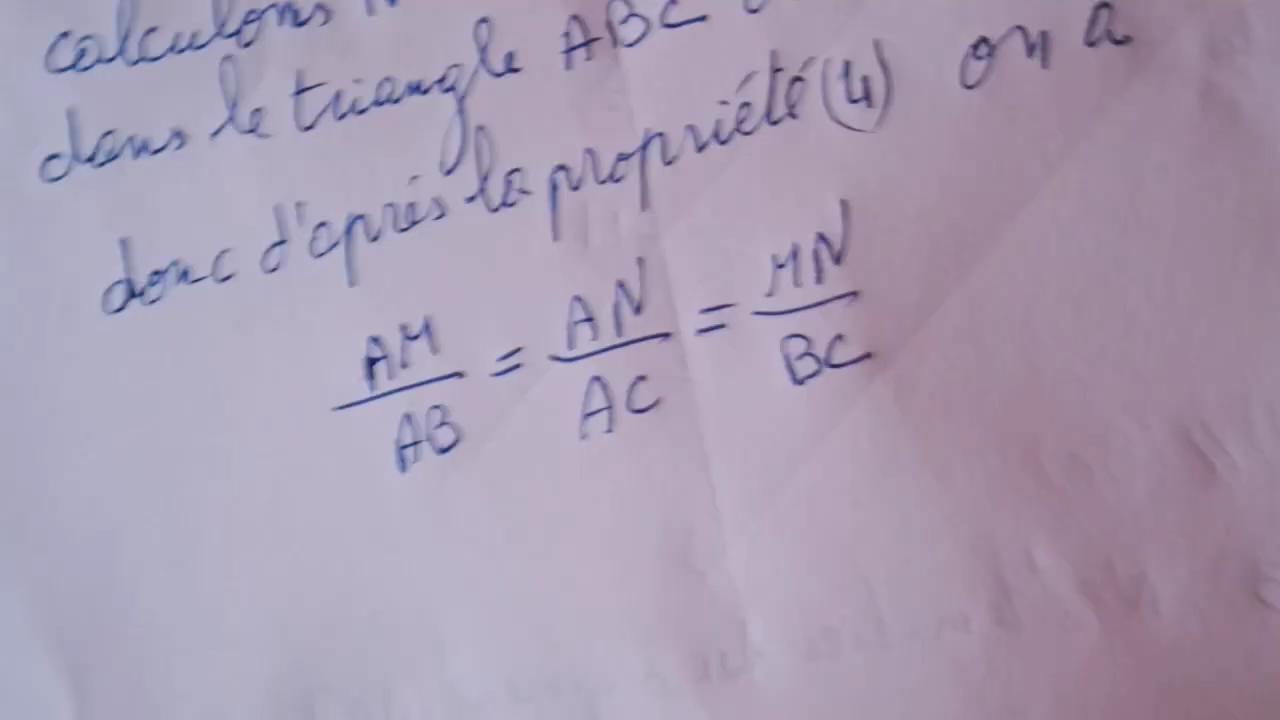 calculons
dans le triangle ABC
donc d'après la propriété (4) on a
AM/AB = AN/AC = MN/BC